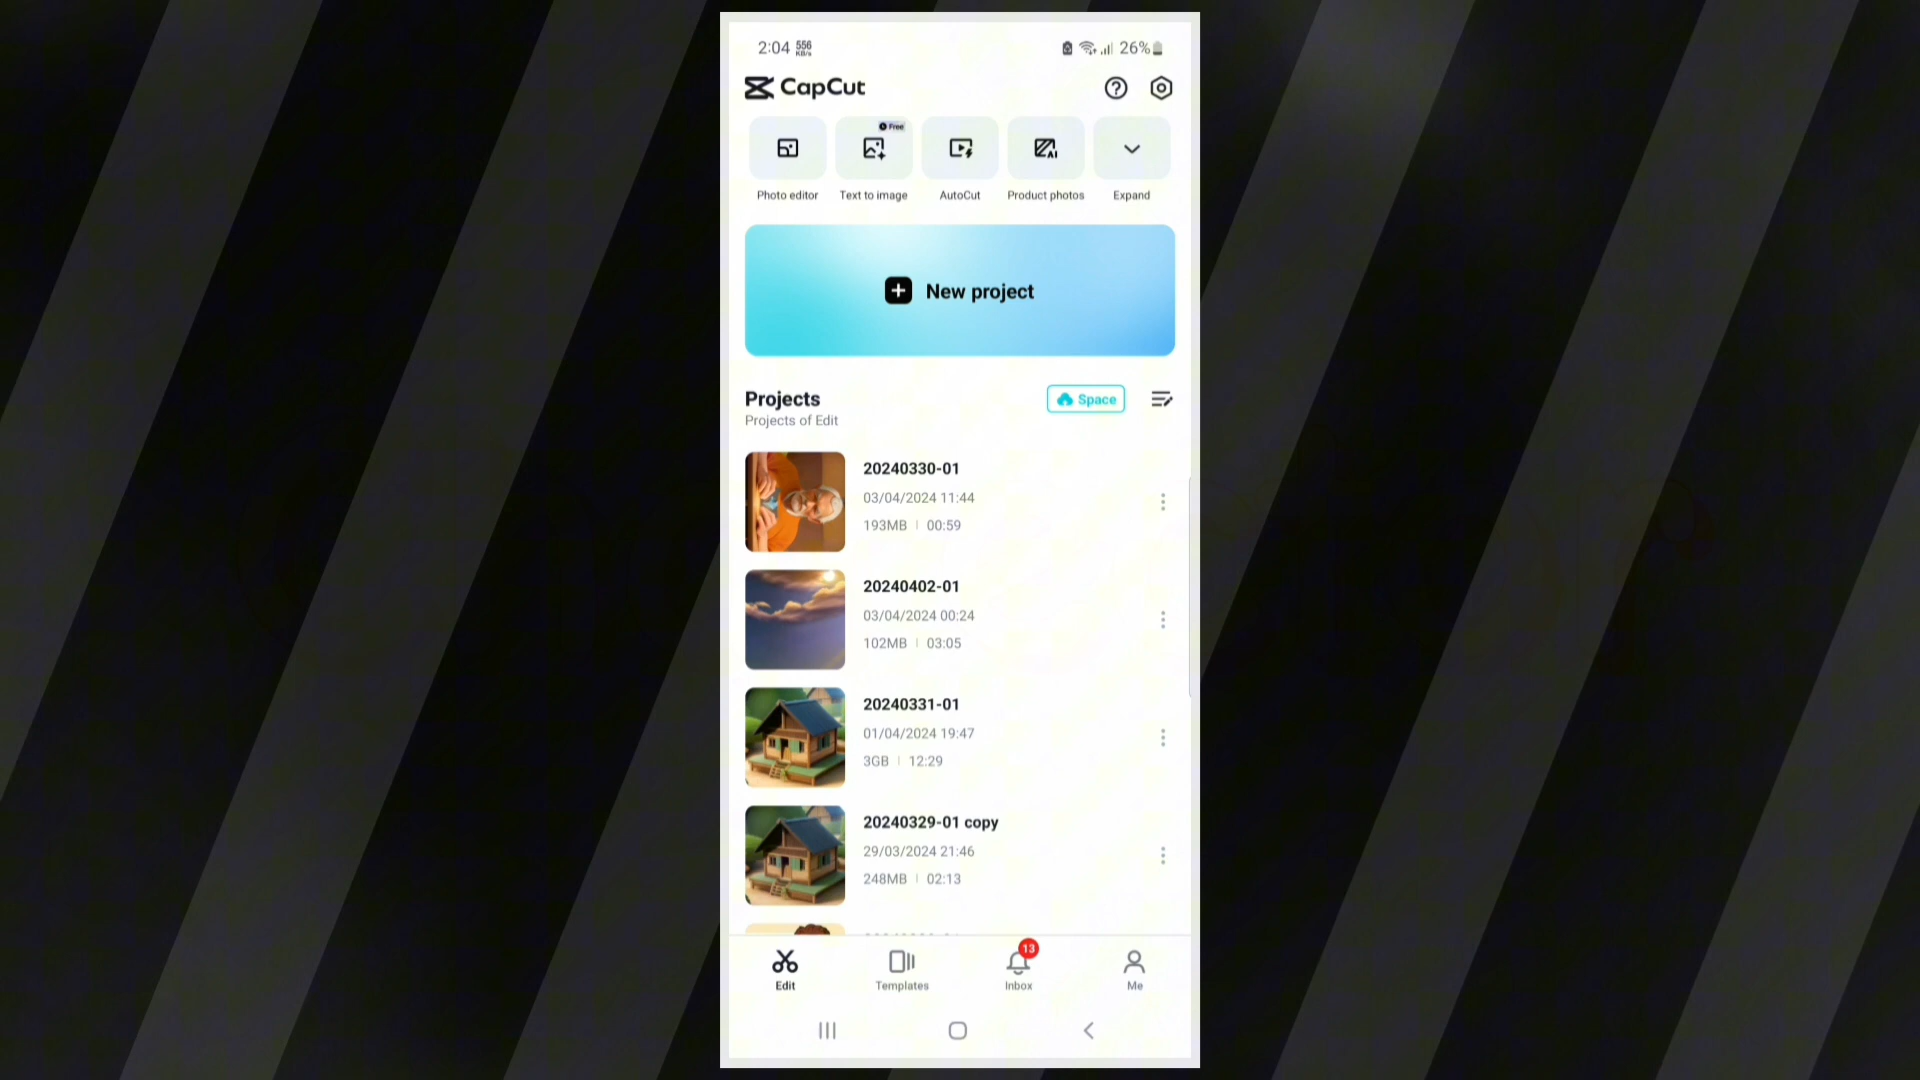 2:04 556 KB/s 26%
CapCut
Free
Photo editor Text to image AutoCut Product photos Expand
New project
Projects Space
Projects of Edit
20240330-01
03/04/2024 11:44
193MB 00:59
20240402-01
03/04/2024 00:24
102MB 03:05
20240331-01
01/04/2024 19:47
3GB 12:29
20240329-01 copy
29/03/2024 21:46
248MB 02:13
13
Edit Templates Inbox Me